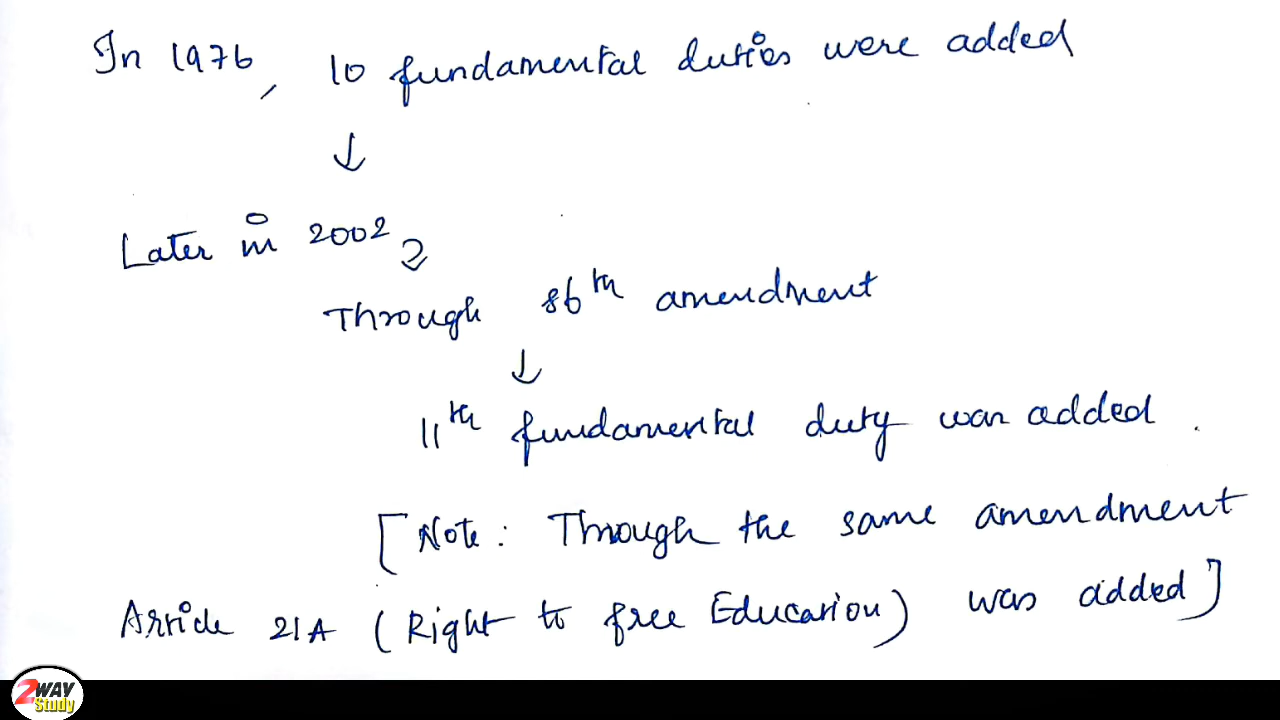 In 1976, 10 fundamental duties were added
↓
Later in 2002
Through 86th amendment
↓
11th fundamental duty was added.
[Note: Through the same amendment
Article 21A (Right to free Education) was added]
2WAY
Study